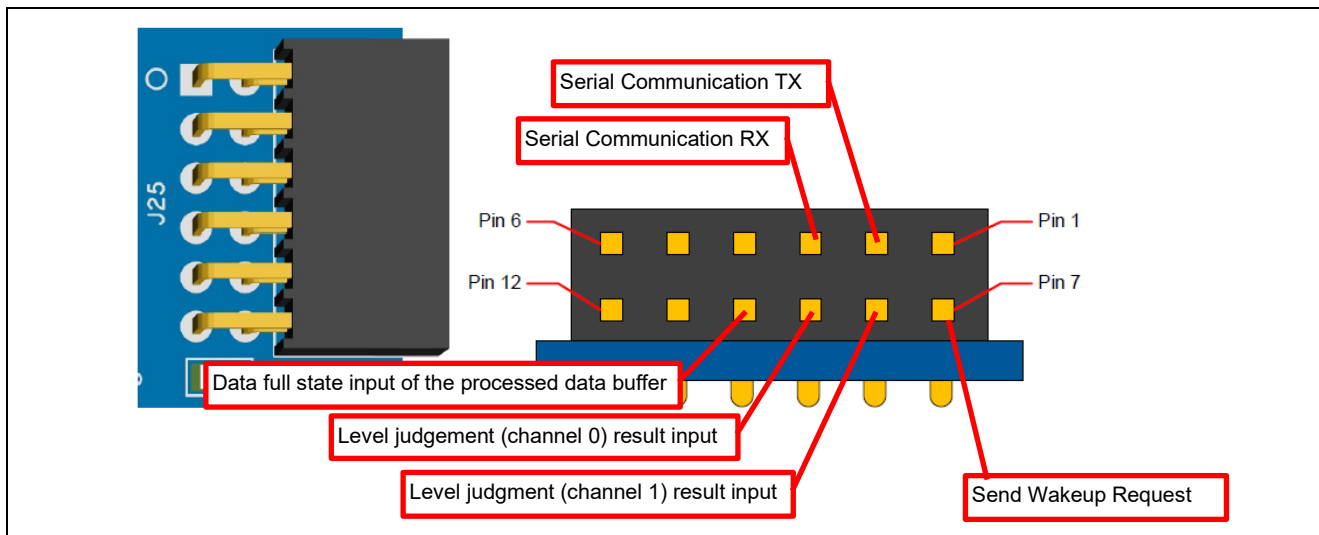 Serial Communication TX
Serial Communication RX
J25
Pin 6
Pin 1
Pin 12
Pin 7
Data full state input of the processed data buffer
Level judgement (channel 0) result input
Level judgment (channel 1) result input
Send Wakeup Request